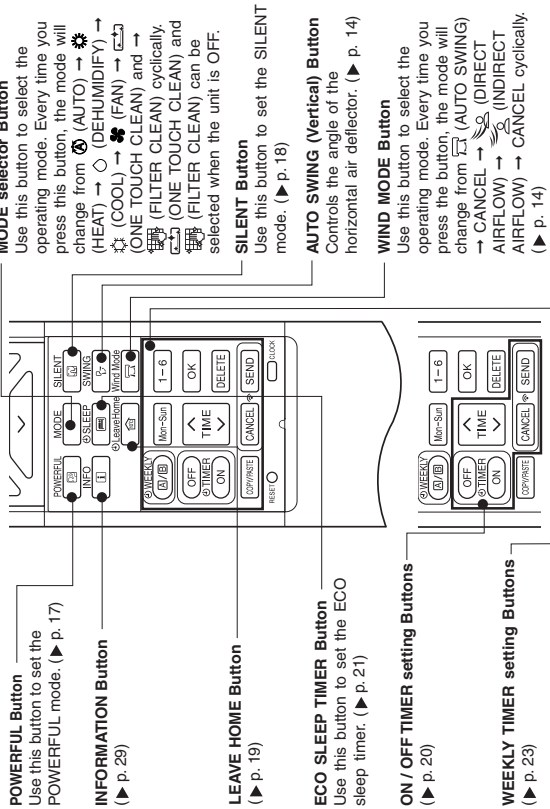 POWERFUL Button
Use this button to set the
POWERFUL mode. (▶ p. 17)
INFORMATION Button
(▶ p. 29)
LEAVE HOME Button
(▶ p. 19)
ECO SLEEP TIMER Button
Use this button to set the ECO
sleep timer. (▶ p. 21)
ON / OFF TIMER setting Buttons
(▶ p. 20)
WEEKLY TIMER setting Buttons
(▶ p. 23)
POWERFUL
MODE
SILENT
INFO
SLEEP
SWING
LeaveHome
Wind Mode
WEEKLY
A/B
Mon-Sun
1-6
OFF
TIMER
ON
TIME
OK
DELETE
COPY/PASTE
CANCEL
SEND
RESET
CLOCK
WEEKLY
A/B
Mon-Sun
1-6
OFF
TIMER
ON
TIME
OK
DELETE
COPY/PASTE
CANCEL
SEND
MODE selector Button
Use this button to select the
operating mode. Every time you
press this button, the mode will
change from (AUTO) →
(HEAT) → (DEHUMIDIFY) →
(COOL) → (FAN) →
(ONE TOUCH CLEAN) and →
(FILTER CLEAN) cyclically.
(ONE TOUCH CLEAN) and
(FILTER CLEAN) can be
selected when the unit is OFF.
SILENT Button
Use this button to set the SILENT
mode. (▶ p. 18)
AUTO SWING (Vertical) Button
Controls the angle of the
horizontal air deflector. (▶ p. 14)
WIND MODE Button
Use this button to select the
operating mode. Every time you
press the button, the mode will
change from (AUTO SWING)
→ CANCEL → (DIRECT
AIRFLOW) → (INDIRECT
AIRFLOW) → CANCEL cyclically.
(▶ p. 14)